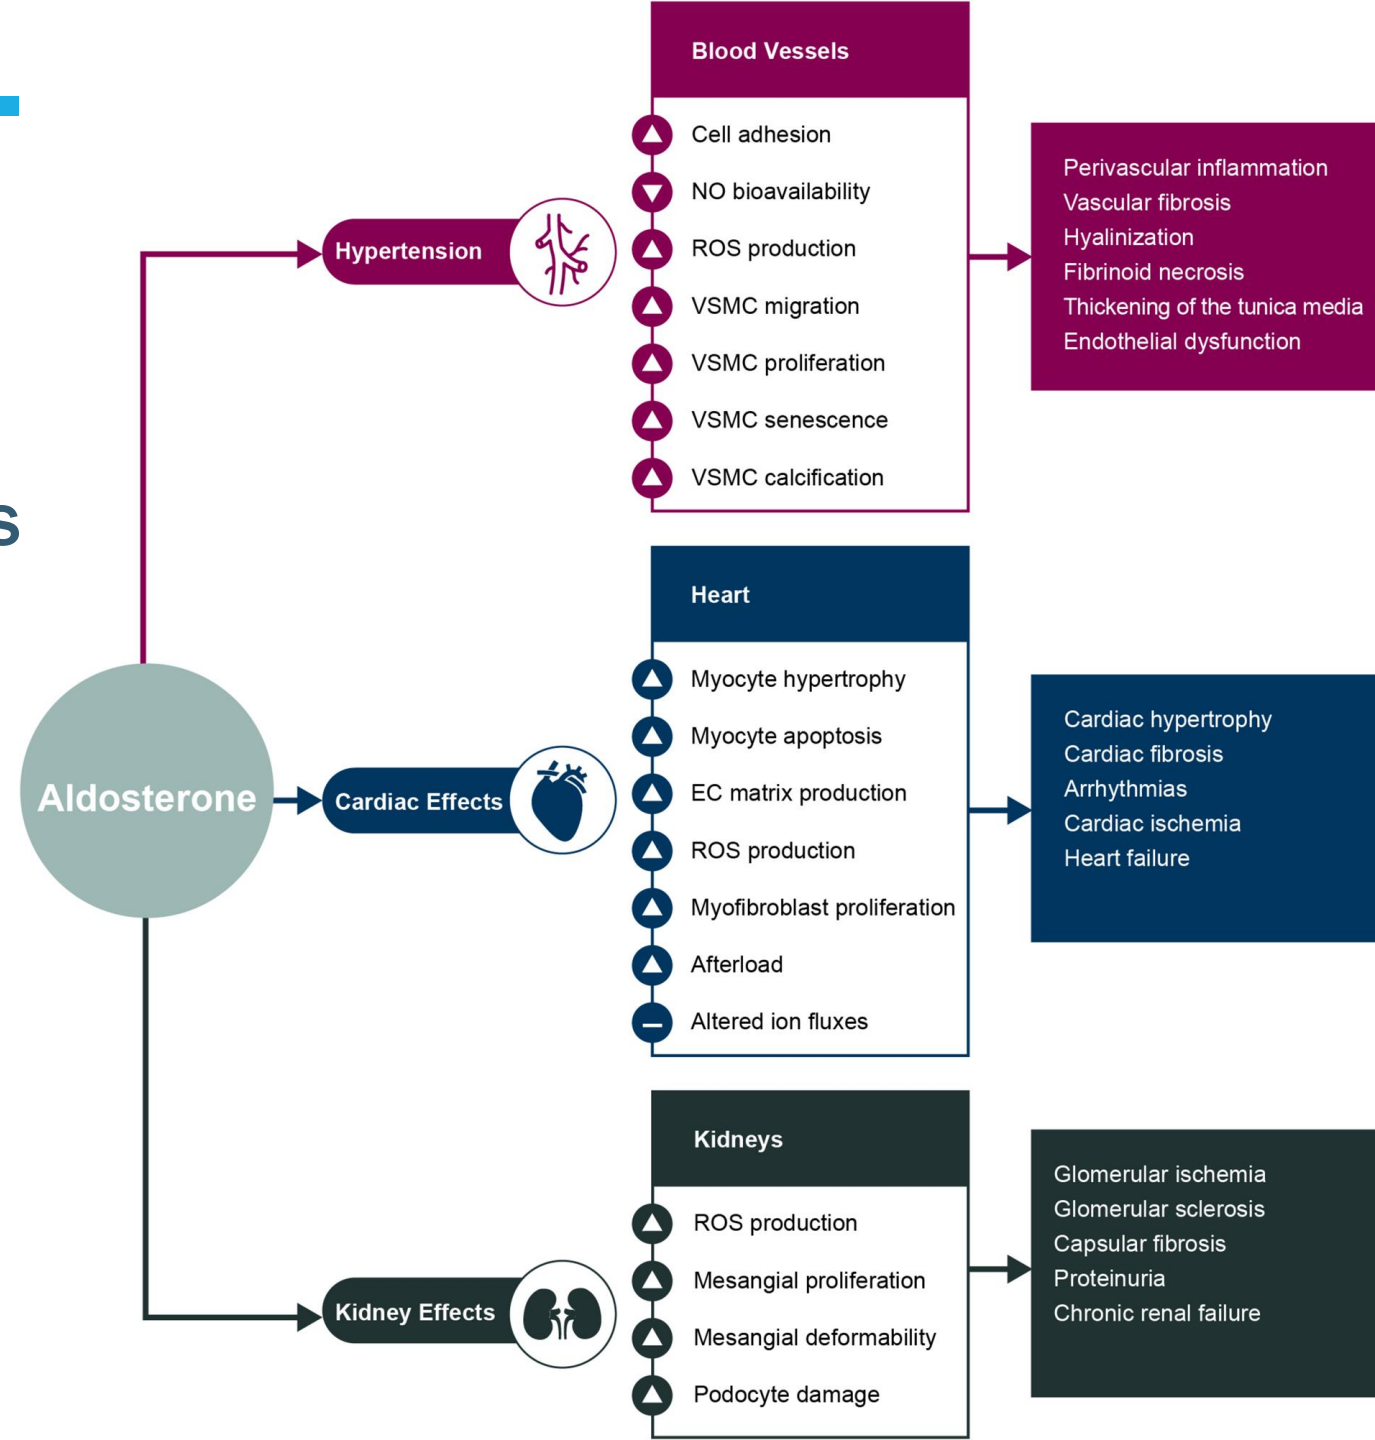 Blood Vessels
Cell adhesion
NO bioavailability
ROS production
VSMC migration
VSMC proliferation
VSMC senescence
VSMC calcification
Hypertension
Perivascular inflammation
Vascular fibrosis
Hyalinization
Fibrinoid necrosis
Thickening of the tunica media
Endothelial dysfunction
s
Heart
Myocyte hypertrophy
Myocyte apoptosis
EC matrix production
ROS production
Myofibroblast proliferation
Afterload
Altered ion fluxes
Aldosterone
Cardiac Effects
Cardiac hypertrophy
Cardiac fibrosis
Arrhythmias
Cardiac ischemia
Heart failure
Kidneys
ROS production
Mesangial proliferation
Mesangial deformability
Podocyte damage
Kidney Effects
Glomerular ischemia
Glomerular sclerosis
Capsular fibrosis
Proteinuria
Chronic renal failure